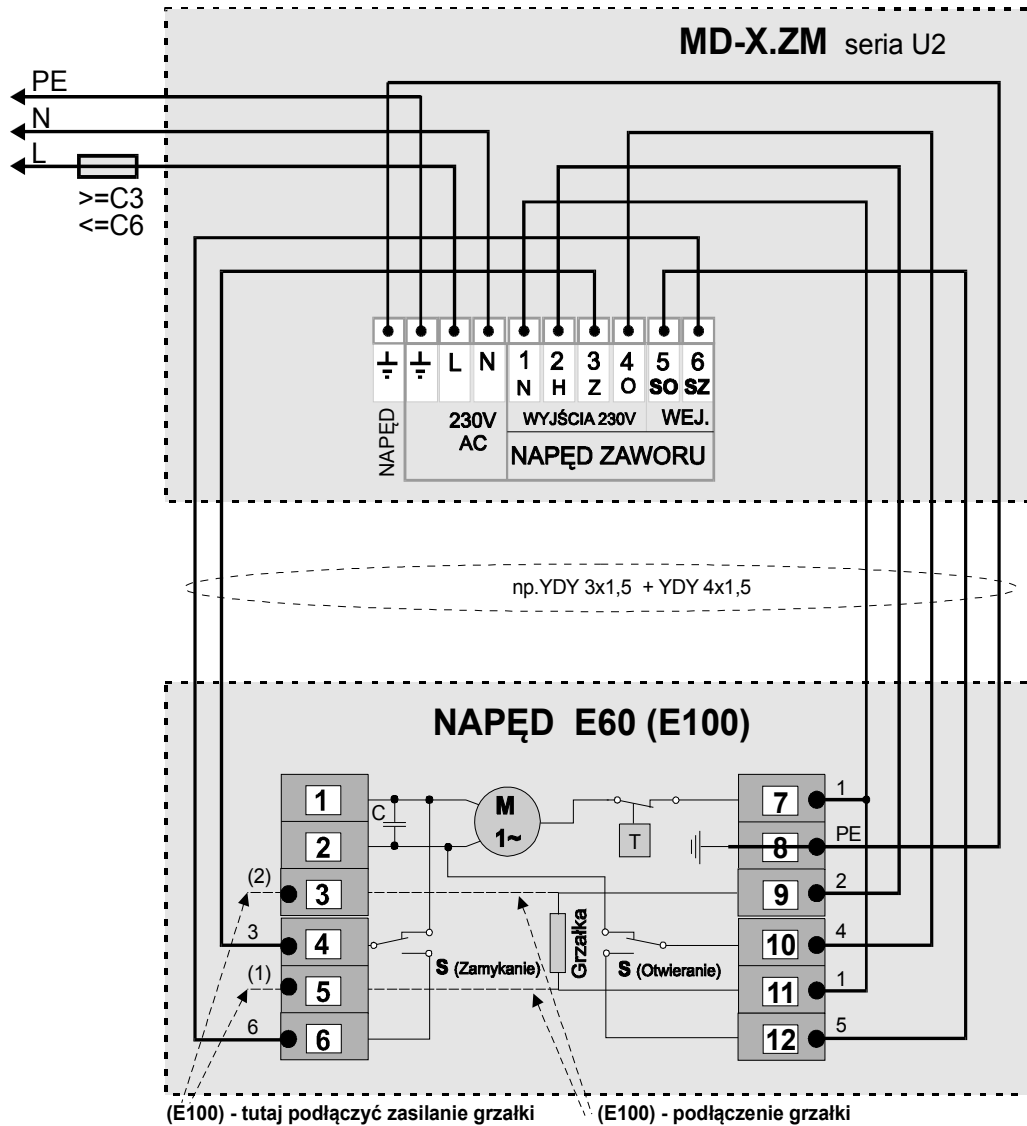 MD-X.ZM seria U2
PE
N
L
>=C3
<=C6
L
N
1
2
3
4
5
6
N
H
Z
O
SO
SZ
NAPĘD
230V
AC
WYJŚCIA 230V
WEJ.
NAPĘD ZAWORU
np.YDY 3x1,5 + YDY 4x1,5
NAPĘD E60 (E100)
1
C
M
1~
T
7
1
2
8
PE
(2)
3
9
2
3
4
S (Zamykanie)
Grzałka
S (Otwieranie)
10
4
(1)
5
11
1
6
6
12
5
(E100) - tutaj podłączyć zasilanie grzałki
(E100) - podłączenie grzałki